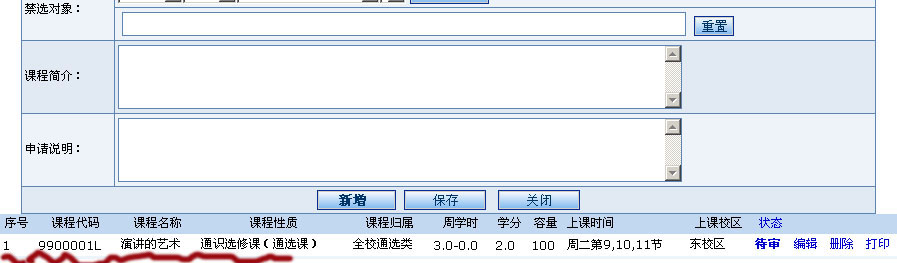 禁选对象：
重置
课程简介：
申请说明：
新增 保存 关闭
序号 课程代码 课程名称 课程性质 课程归属 周学时 学分 容量 上课时间 上课校区 状态
1 9900001L 演讲的艺术 通识选修课（通选课） 全校通选类 3.0-0.0 2.0 100 周二第9,10,11节 东校区 待审 编辑 删除 打印